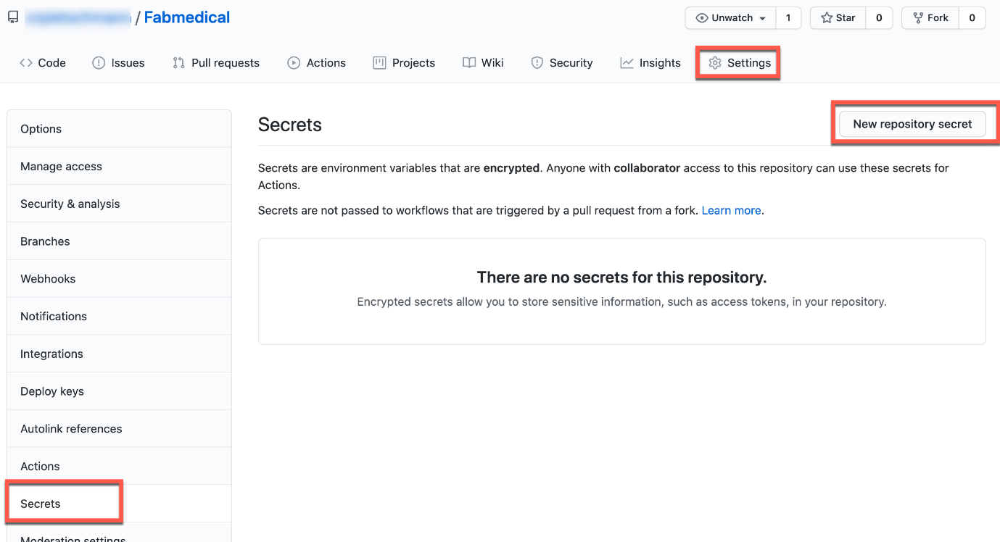 / Fabmedical
Unwatch 1 Star 0 Fork 0
Code Issues Pull requests Actions Projects Wiki Security Insights Settings
Options
Manage access
Security & analysis
Branches
Webhooks
Notifications
Integrations
Deploy keys
Autolink references
Actions
Secrets
Moderation settings
Secrets
New repository secret
Secrets are environment variables that are encrypted. Anyone with collaborator access to this repository can use these secrets for
Actions.
Secrets are not passed to workflows that are triggered by a pull request from a fork. Learn more.
There are no secrets for this repository.
Encrypted secrets allow you to store sensitive information, such as access tokens, in your repository.